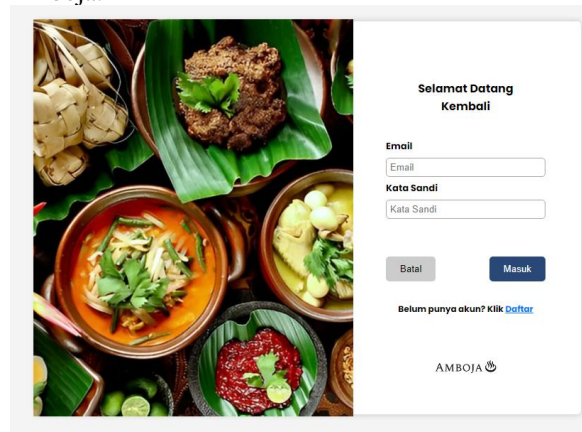 Selamat Datang
Kembali
Email
Email
Kata Sandi
Kata Sandi
Batal
Masuk
Belum punya akun? Klik Daftar
AMBOJA